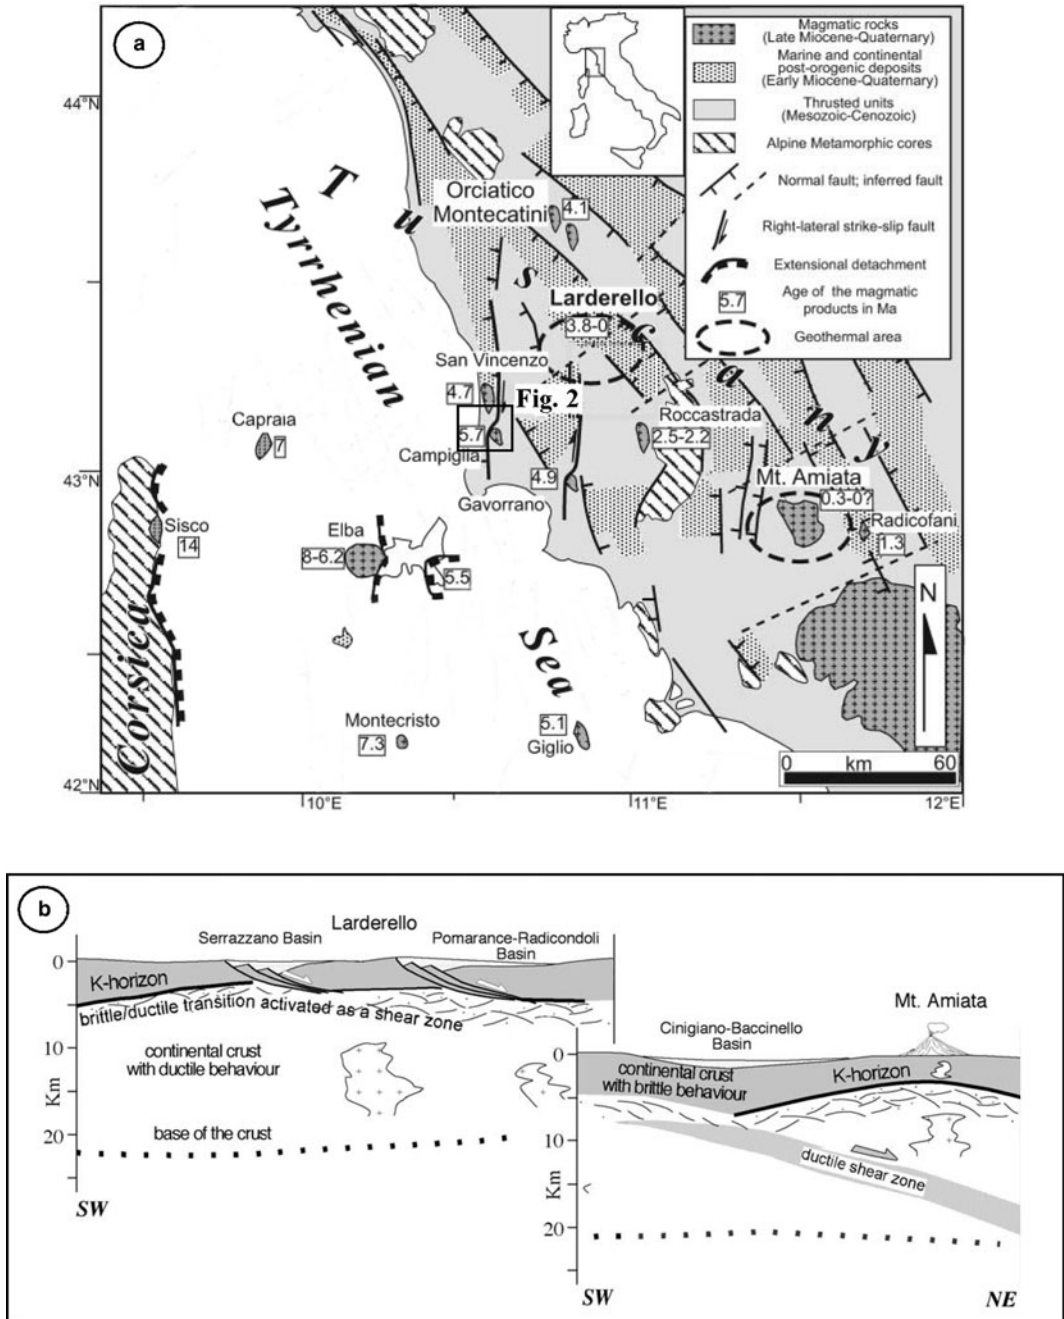 a
Magmatic rocks
(Late Miocene-Quaternary)
Marine and continental
post-orogenic deposits
(Early Miocene-Quaternary)
Thrusted units
(Mesozoic-Cenozoic)
Alpine Metamorphic cores
Normal fault; inferred fault
Right-lateral strike-slip fault
Extensional detachment
5.7
Age of the magmatic
products in Ma
Geothermal area
44°N
43°N
42°N
10°E
11°E
12°E
Tuscany
Tyrrhenian
Sea
Corsica
Orciatico
Montecatini
4.1
Larderello
3.8-0
San Vincenzo
4.7
Fig. 2
5.7
Campiglia
Capraia
7
Roccastrada
2.5-2.2
4.9
Gavorrano
Mt. Amiata
0.3-0?
Radicofani
1.3
Sisco
14
Elba
8-6.2
5.5
Montecristo
7.3
5.1
Giglio
N
0 km 60
b
Larderello
Serrazzano Basin
Pomarance-Radicondoli
Basin
0
K-horizon
brittle/ductile transition activated as a shear zone
10
continental crust
with ductile behaviour
Km
20
base of the crust
SW
Mt. Amiata
Cinigiano-Baccinello
Basin
0
continental crust
with brittle behaviour
K-horizon
10
ductile shear zone
Km
20
SW
NE